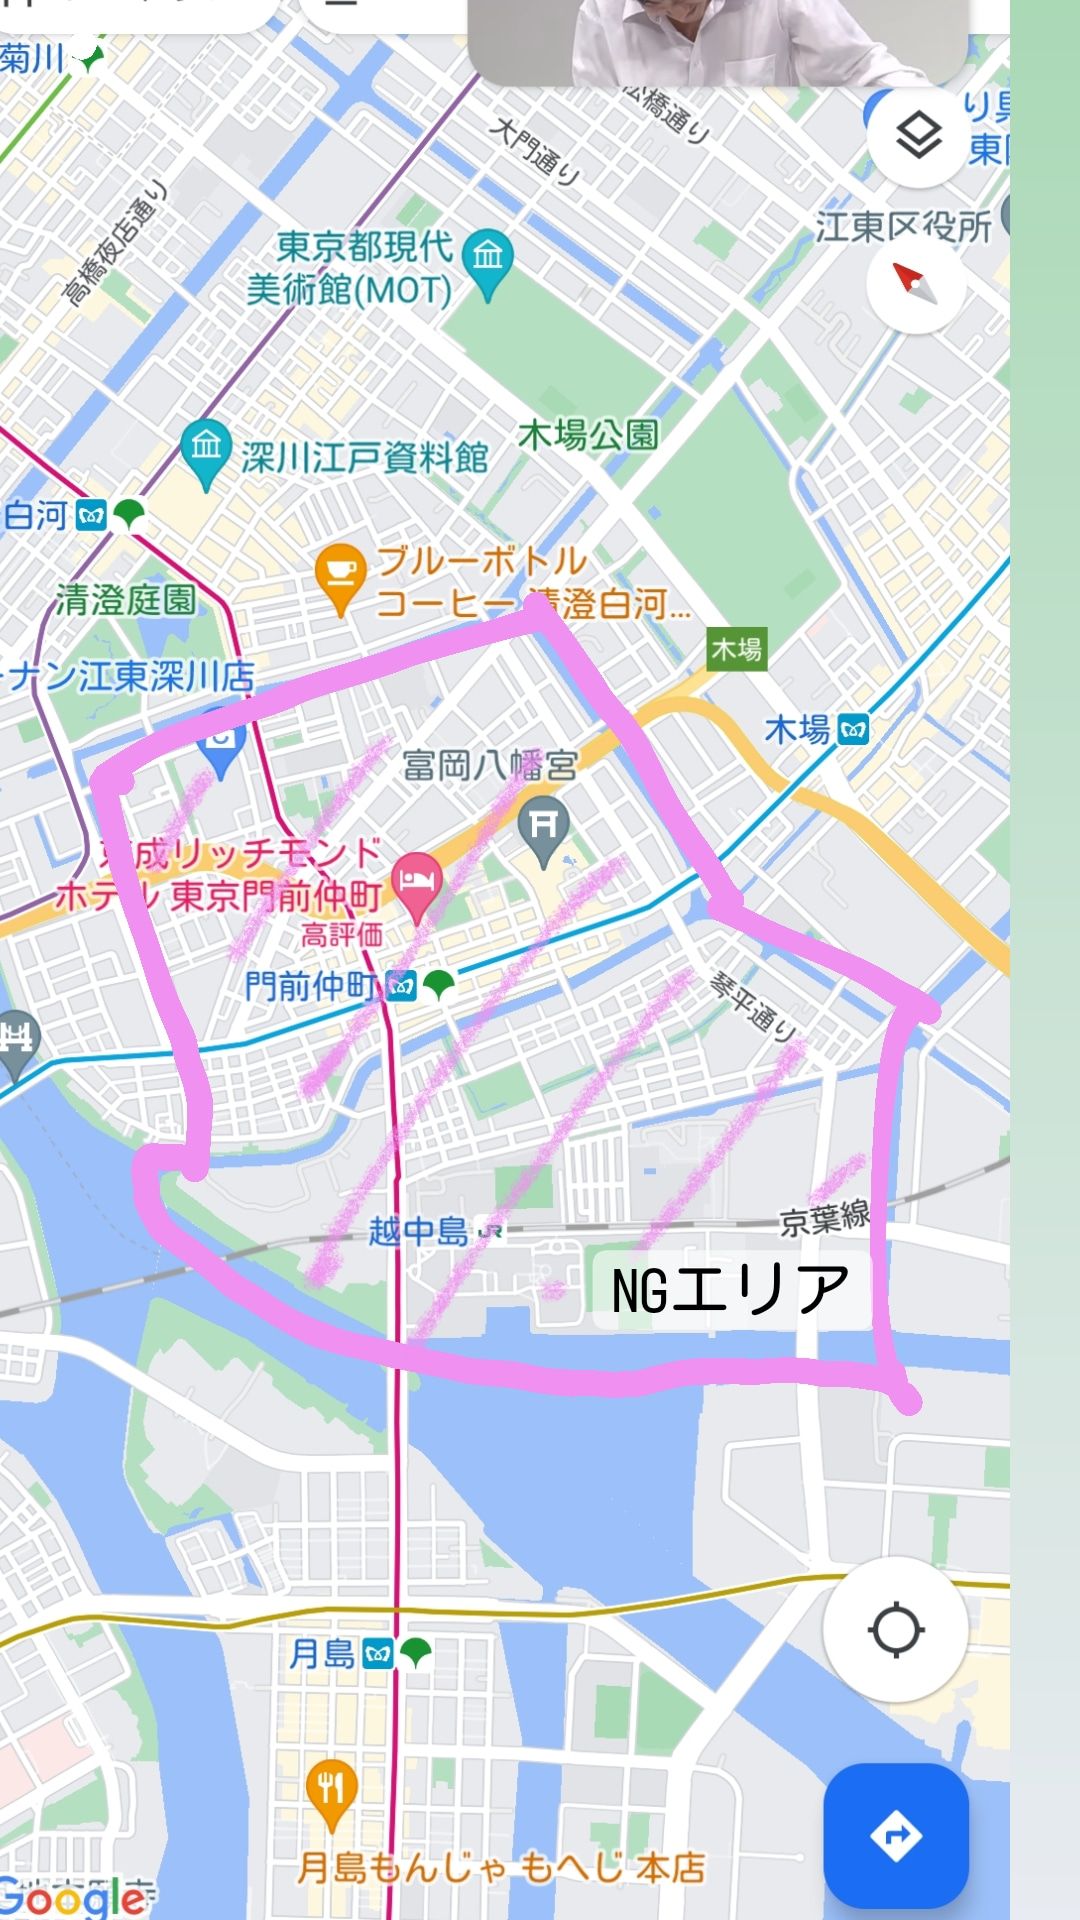 菊川
松橋通り
大門通り
江東区役所
高橋夜店通り
東京都現代
美術館(MOT)
木場公園
深川江戸資料館
白河
ブルーボトル
コーヒー 清澄白河...
清澄庭園
木場
ーナン江東深川店
木場
富岡八幡宮
東成リッチモンド
ホテル 東京門前仲町
高評価
門前仲町
琴平通り
京葉線
越中島
JR
NGエリア
月島
月島もんじゃ もへじ 本店
Google